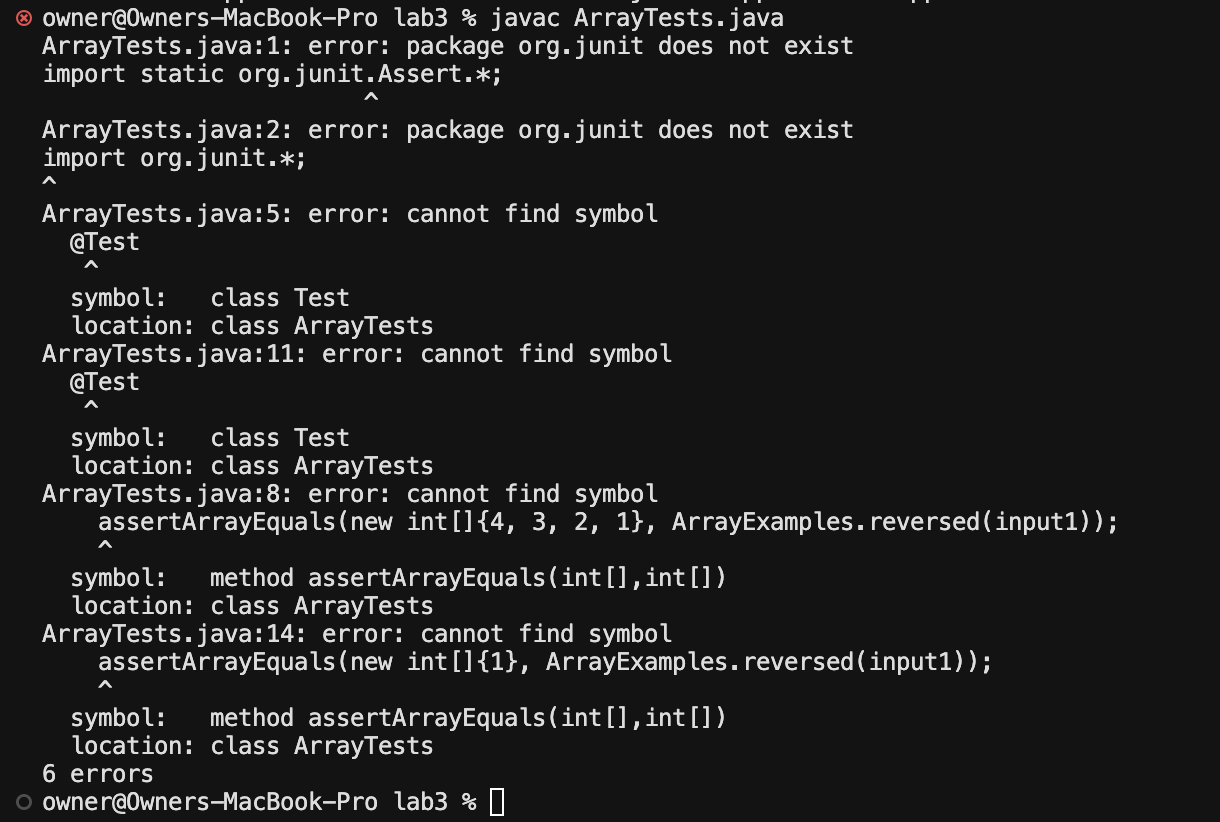 owner@Owners-MacBook-Pro lab3 % javac ArrayTests.java
ArrayTests.java:1: error: package org.junit does not exist
import static org.junit.Assert.*;
                       ^
ArrayTests.java:2: error: package org.junit does not exist
import org.junit.*;
^
ArrayTests.java:5: error: cannot find symbol
  @Test
   ^
  symbol:   class Test
  location: class ArrayTests
ArrayTests.java:11: error: cannot find symbol
  @Test
   ^
  symbol:   class Test
  location: class ArrayTests
ArrayTests.java:8: error: cannot find symbol
    assertArrayEquals(new int[]{4, 3, 2, 1}, ArrayExamples.reversed(input1));
    ^
  symbol:   method assertArrayEquals(int[],int[])
  location: class ArrayTests
ArrayTests.java:14: error: cannot find symbol
    assertArrayEquals(new int[]{1}, ArrayExamples.reversed(input1));
    ^
  symbol:   method assertArrayEquals(int[],int[])
  location: class ArrayTests
6 errors
owner@Owners-MacBook-Pro lab3 %